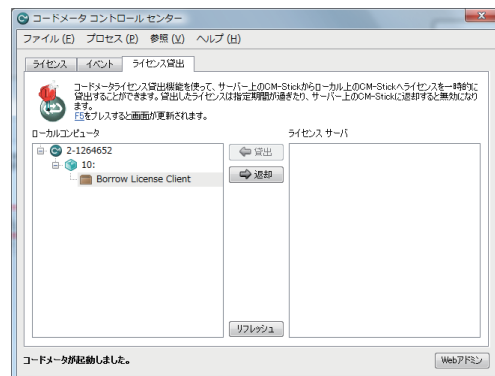 コードメータ コントロール センター
ファイル (F) プロセス (P) 参照 (V) ヘルプ (H)
ライセンス イベント ライセンス貸出
コードメータライセンス貸出機能を使って、サーバー上のCM-Stickからローカル上のCM-Stickへライセンスを一時的に
貸出することができます。貸出したライセンスは指定期間が過ぎたり、サーバー上のCM-Stickに返却すると無効になり
ます。
F5をプレスすると画面が更新されます。
ローカルコンピュータ
ライセンス サーバ
2-1264652
10:
Borrow License Client
貸出
返却
リフレッシュ
コードメータが起動しました。
Webアドミン